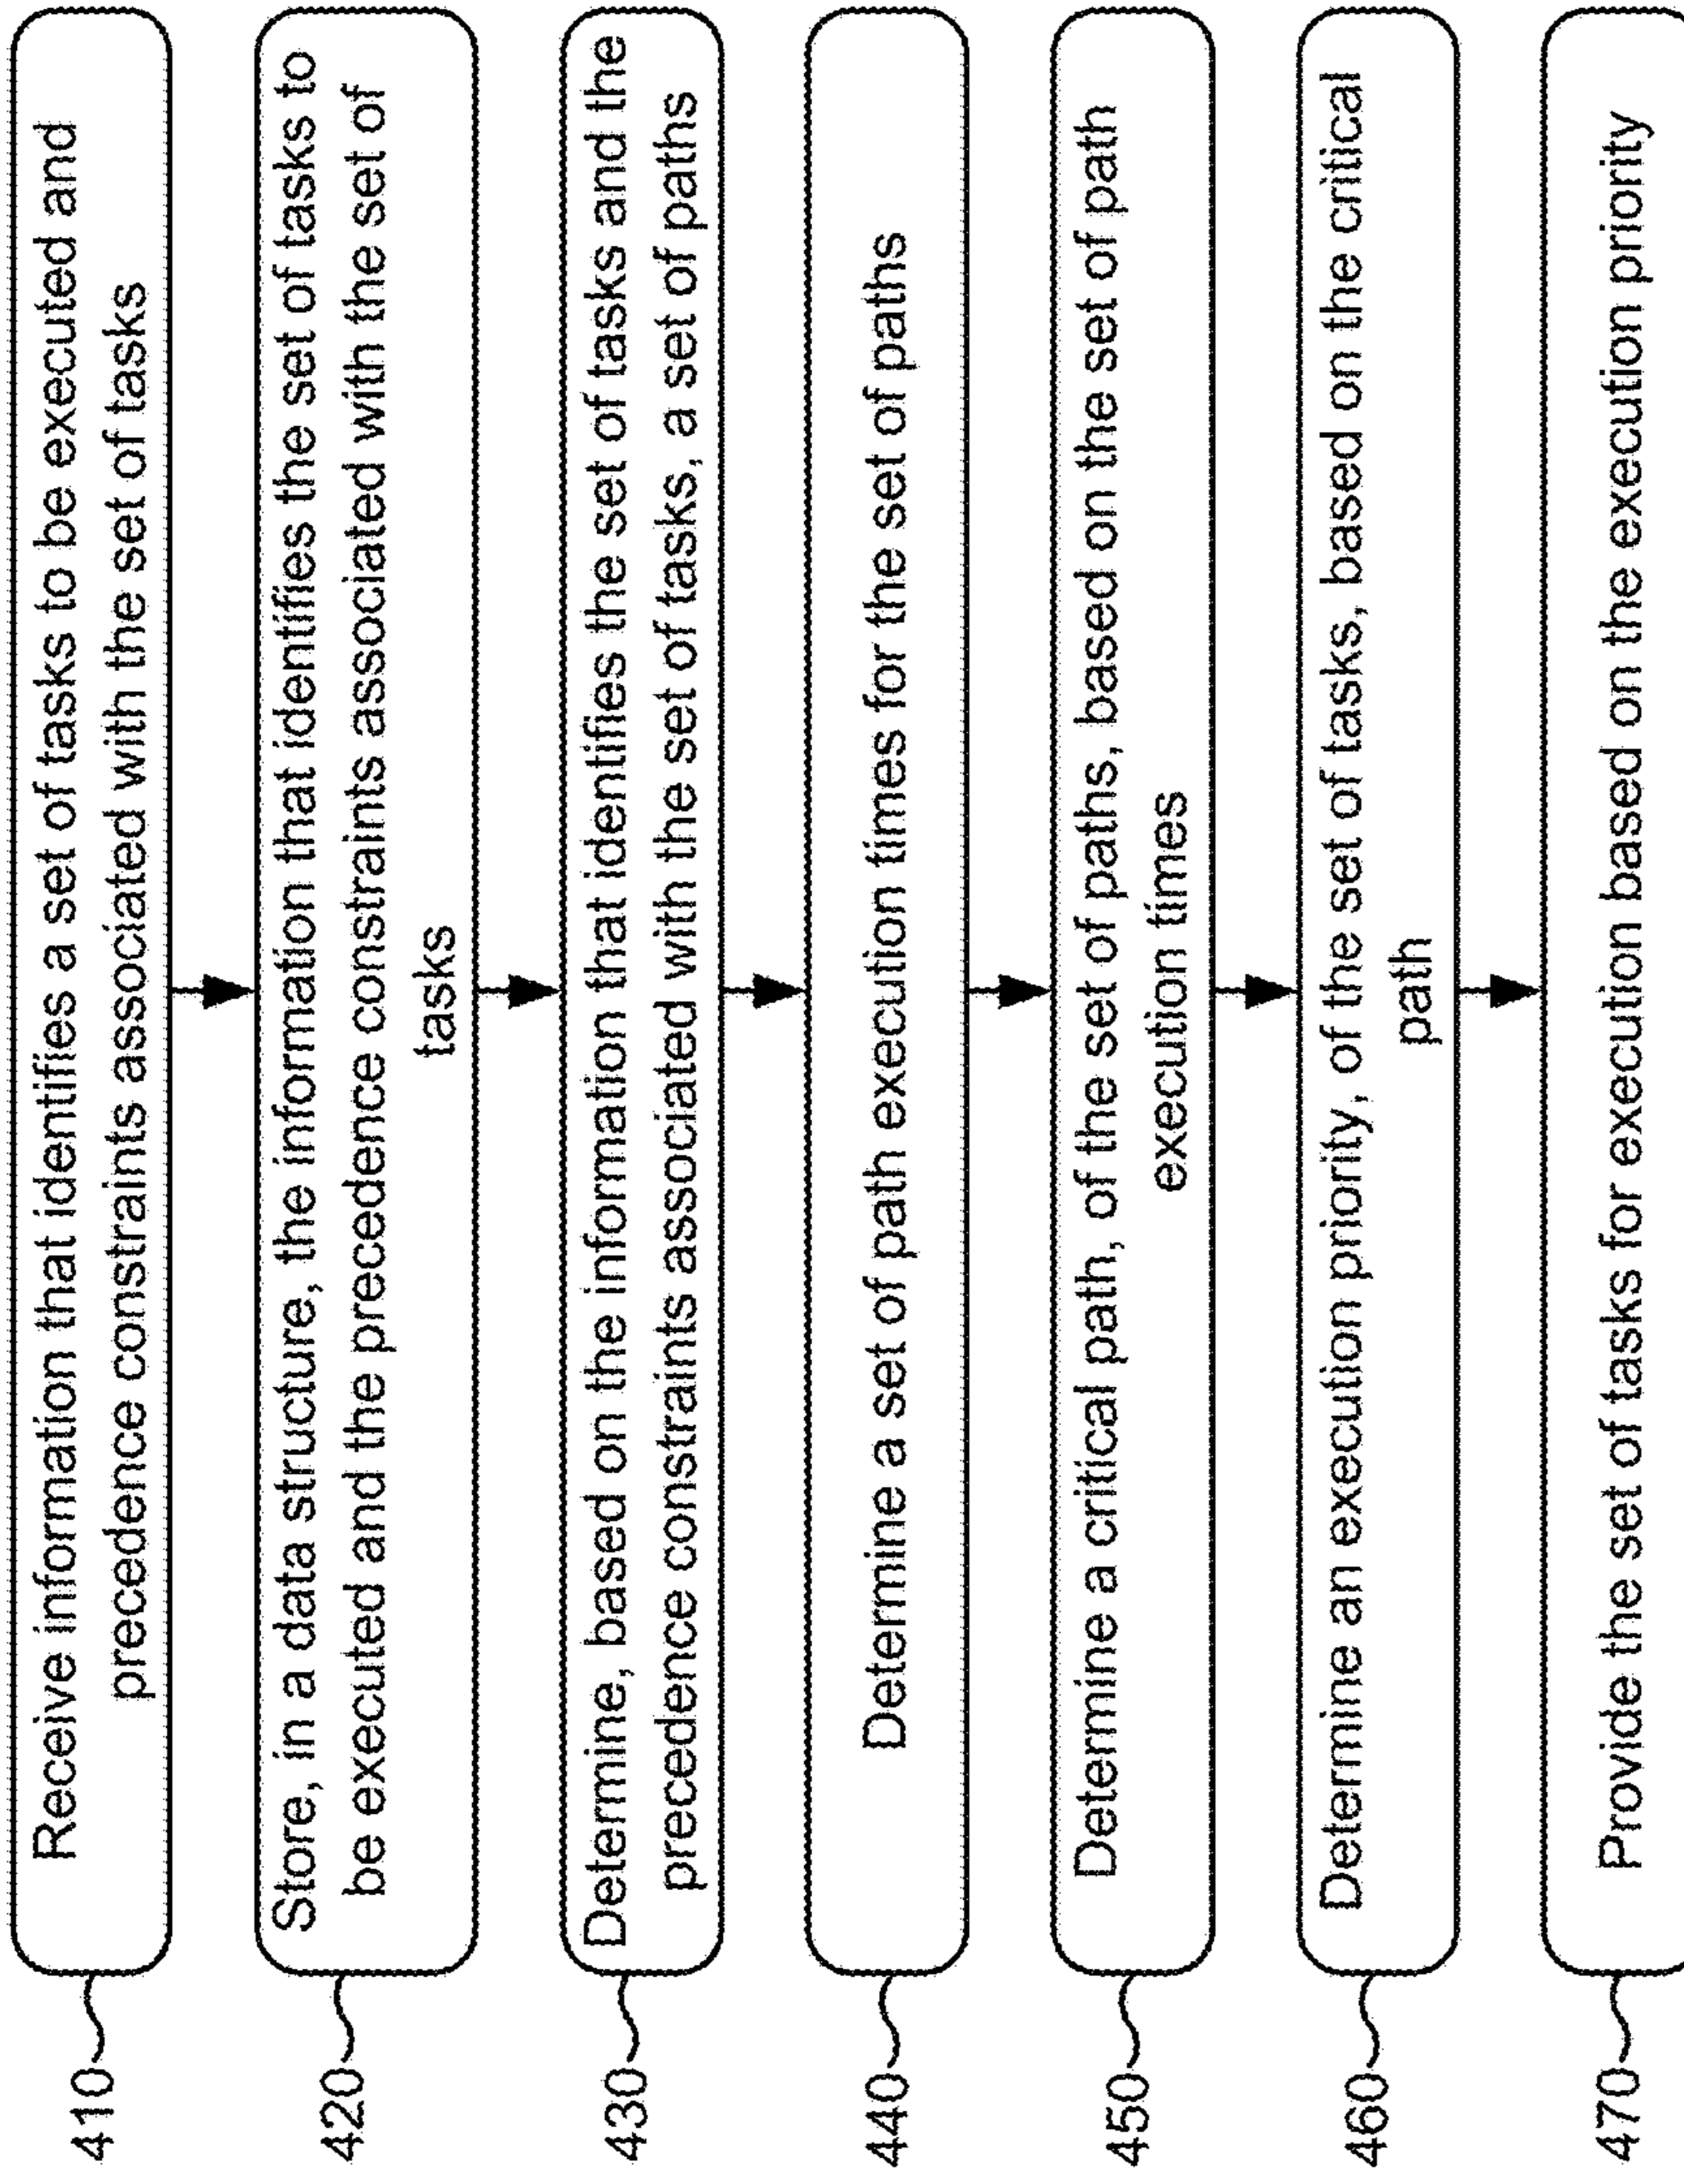 410
Receive information that identifies a set of tasks to be executed and
precedence constraints associated with the set of tasks
420
Store, in a data structure, the information that identifies the set of tasks to
be executed and the precedence constraints associated with the set of
tasks
430
Determine, based on the information that identifies the set of tasks and the
precedence constraints associated with the set of tasks, a set of paths
440
Determine a set of path execution times for the set of paths
450
Determine a critical path, of the set of paths, based on the set of path
execution times
460
Determine an execution priority, of the set of tasks, based on the critical
path
470
Provide the set of tasks for execution based on the execution priority